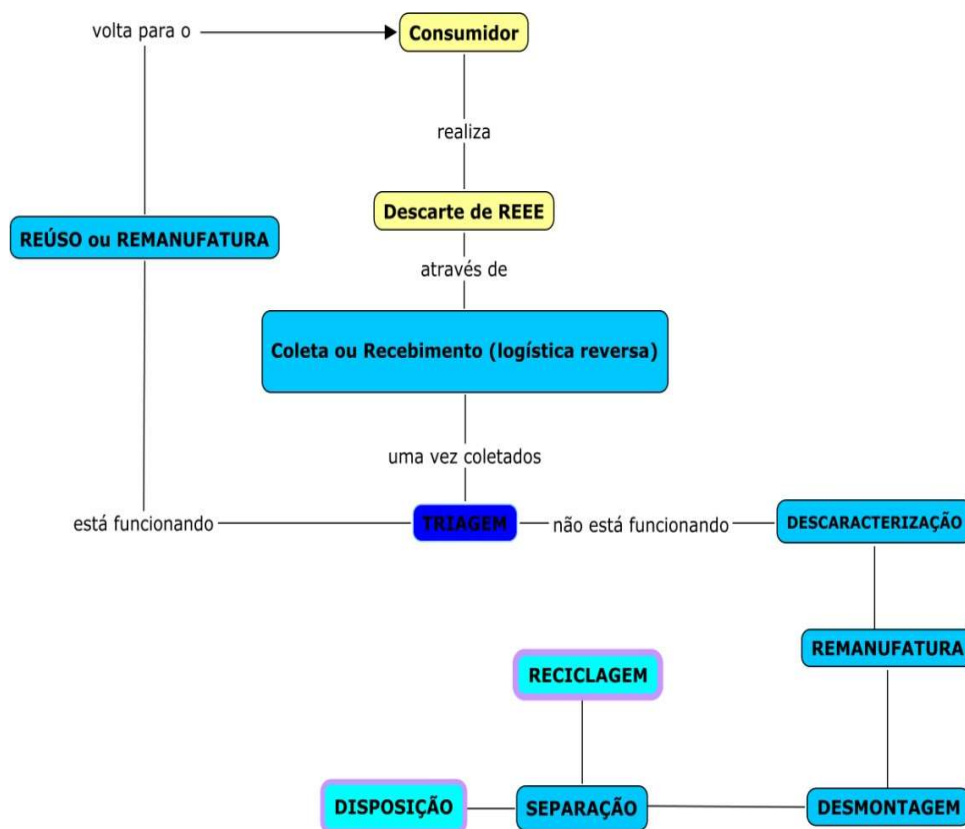 volta para o
Consumidor
realiza
Descarte de REEE
REÚSO ou REMANUFATURA
através de
Coleta ou Recebimento (logística reversa)
uma vez coletados
está funcionando
TRIAGEM
não está funcionando
DESCARACTERIZAÇÃO
REMANUFATURA
RECICLAGEM
DISPOSIÇÃO
SEPARAÇÃO
DESMONTAGEM